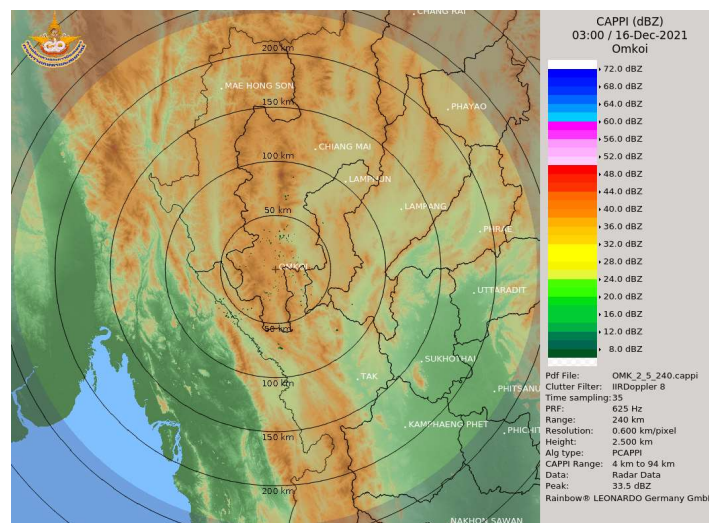 CHANG RAI
200 km
MAE HONG SON
150 km
PHAYAO
CHIANG MAI
100 km
LAMPHUN
LAMPANG
50 km
PHRAE
OMKOI
UTTARADIT
50 km
SUKHOTHAI
TAK
100 km
PHITSANU
KAMPHAENG PHET
PHICHIT
150 km
200 km
NAKHON SAWAN
CAPPI (dBZ)
03:00 / 16-Dec-2021
Omkoi
72.0 dBZ
68.0 dBZ
64.0 dBZ
60.0 dBZ
56.0 dBZ
52.0 dBZ
48.0 dBZ
44.0 dBZ
40.0 dBZ
36.0 dBZ
32.0 dBZ
28.0 dBZ
24.0 dBZ
20.0 dBZ
16.0 dBZ
12.0 dBZ
8.0 dBZ
Pdf File: OMK_2_5_240.cappi
Clutter Filter: IIRDoppler 8
Time sampling:35
PRF: 625 Hz
Range: 240 km
Resolution: 0.600 km/pixel
Height: 2.500 km
Alg type: PCAPPI
CAPPI Range: 4 km to 94 km
Data: Radar Data
Peak: 33.5 dBZ
Rainbow® LEONARDO Germany GmbH